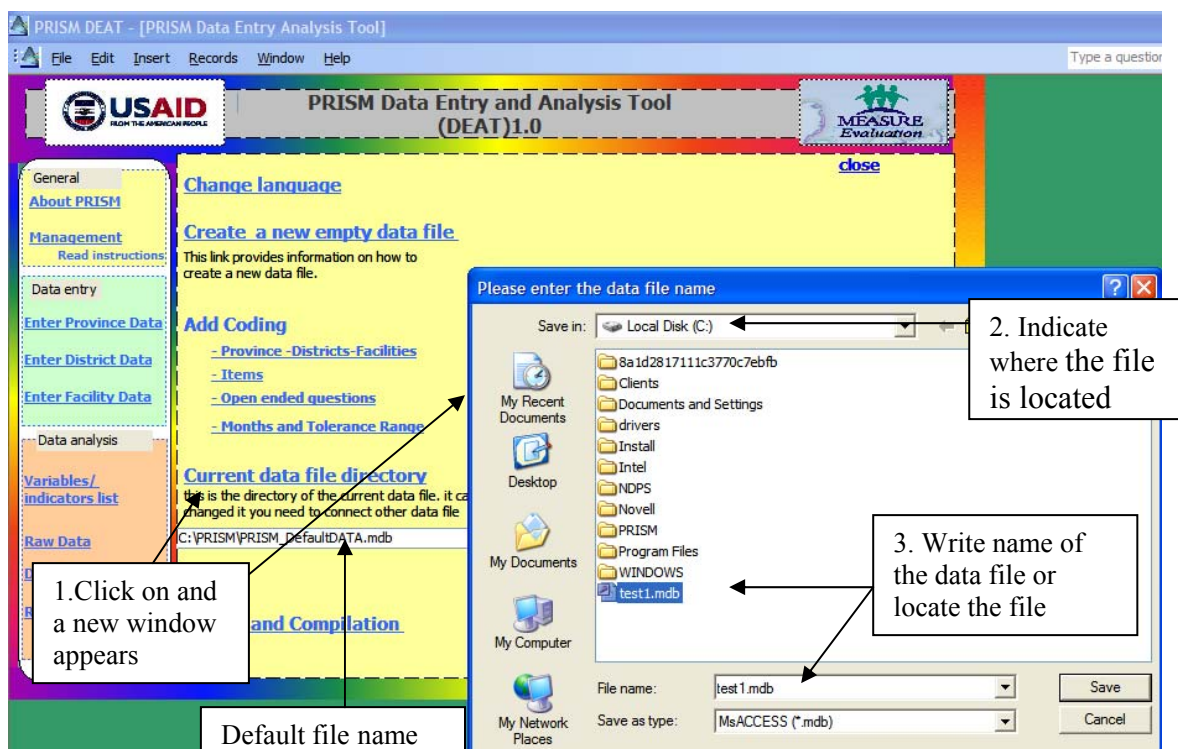 PRISM DEAT - [PRISM Data Entry Analysis Tool]
File Edit Insert Records Window Help
Type a question
USAID
FROM THE AMERICAN PEOPLE
PRISM Data Entry and Analysis Tool
(DEAT)1.0
MEASURE
Evaluation
close
General
About PRISM
Management
Read instructions
Data entry
Enter Province Data
Enter District Data
Enter Facility Data
Data analysis
Variables/
indicators list
Raw Data
D
R
Change language
Create a new empty data file
This link provides information on how to
create a new data file.
Add Coding
- Province -Districts-Facilities
- Items
- Open ended questions
- Months and Tolerance Range
Current data file directory
this is the directory of the current data file. it ca
changed it you need to connect other data file
C:\PRISM\PRISM_DefaultDATA.mdb
and Compilation
Please enter the data file name
Save in:
Local Disk (C:)
My Recent
Documents
Desktop
My Documents
My Computer
My Network
Places
8a1d2817111c3770c7ebfb
Clients
Documents and Settings
drivers
Install
Intel
NDPS
Novell
PRISM
Program Files
WINDOWS
test1.mdb
File name:
test1.mdb
Save
Save as type:
MsACCESS (*.mdb)
Cancel
1.Click on and
a new window
appears
2. Indicate
where the file
is located
3. Write name of
the data file or
locate the file
Default file name